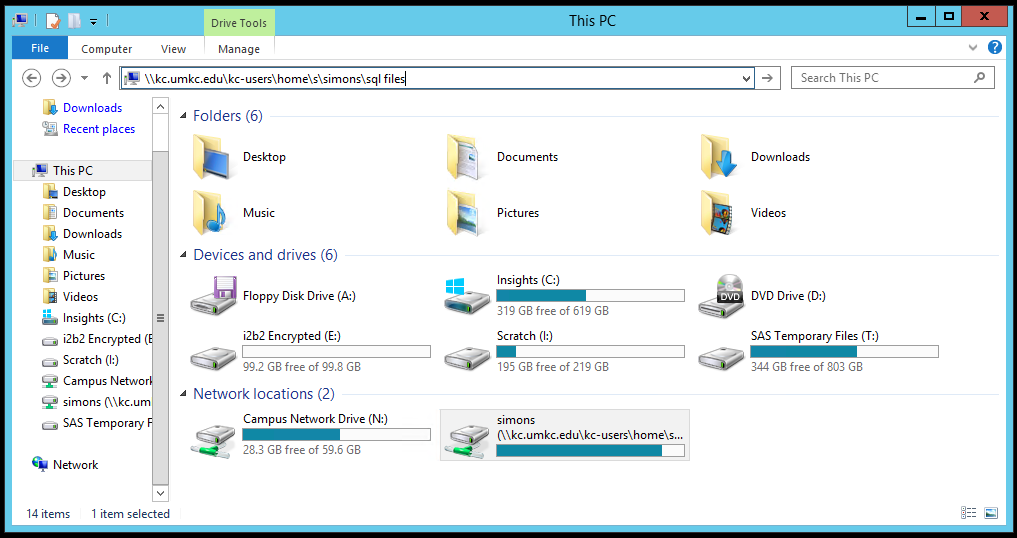 Drive Tools
This PC
File
Computer
View
Manage
\\kc.umkc.edu\kc-users\home\s\simons\sql files
Search This PC
Downloads
Recent places
This PC
Desktop
Documents
Downloads
Music
Pictures
Videos
Insights (C:)
i2b2 Encrypted (E
Scratch (I:)
Campus Network
simons (\\kc.um
SAS Temporary F
Network
Folders (6)
Desktop
Documents
Downloads
Music
Pictures
Videos
Devices and drives (6)
Floppy Disk Drive (A:)
Insights (C:)
319 GB free of 619 GB
DVD
DVD Drive (D:)
i2b2 Encrypted (E:)
99.2 GB free of 99.8 GB
Scratch (I:)
195 GB free of 219 GB
SAS Temporary Files (T:)
344 GB free of 803 GB
Network locations (2)
Campus Network Drive (N:)
28.3 GB free of 59.6 GB
simons
(\\kc.umkc.edu\kc-users\home\s...
14 items
1 item selected